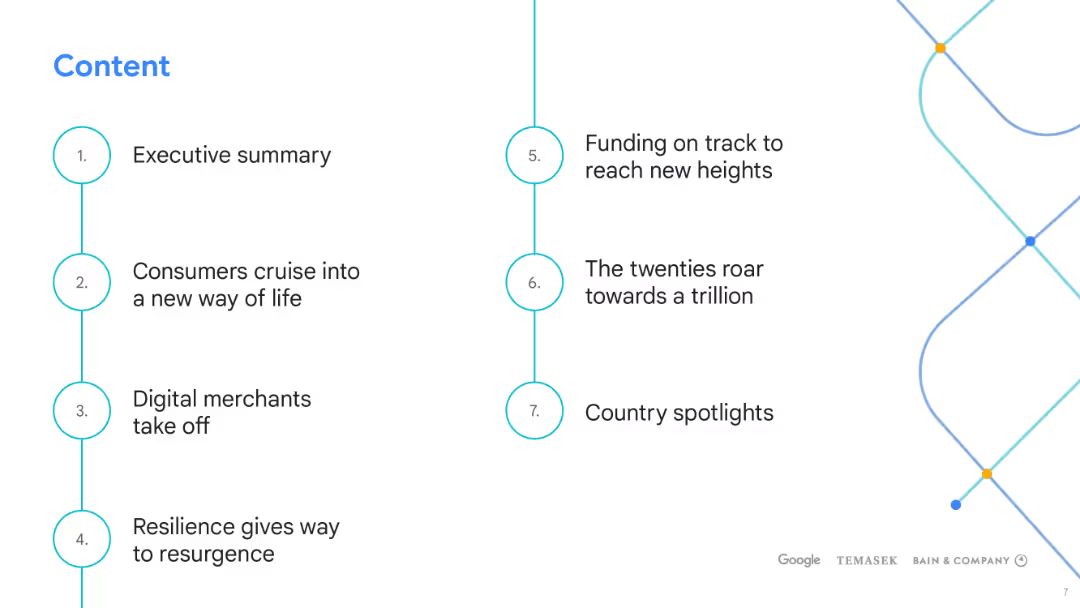 Content
1.
Executive summary
2.
Consumers cruise into
a new way of life
3.
Digital merchants
take off
4.
Resilience gives way
to resurgence
5.
Funding on track to
reach new heights
6.
The twenties roar
towards a trillion
7.
Country spotlights
Google TEMASEK BAIN & COMPANY
7